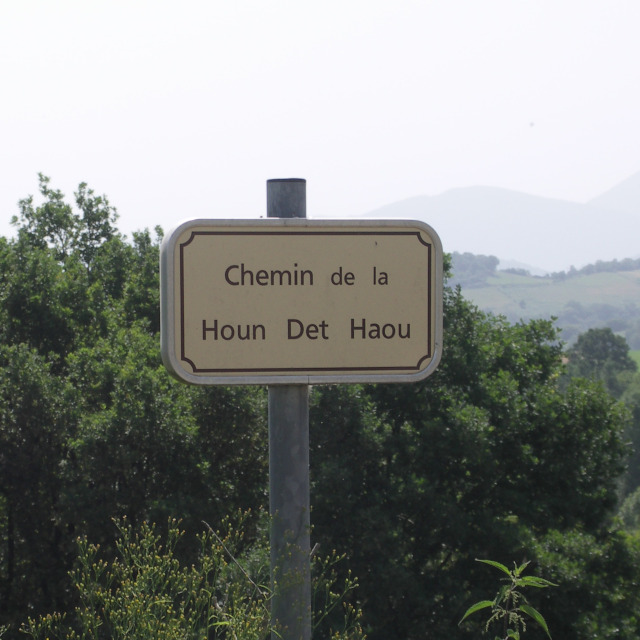 Chemin de la
Houn Det Haou